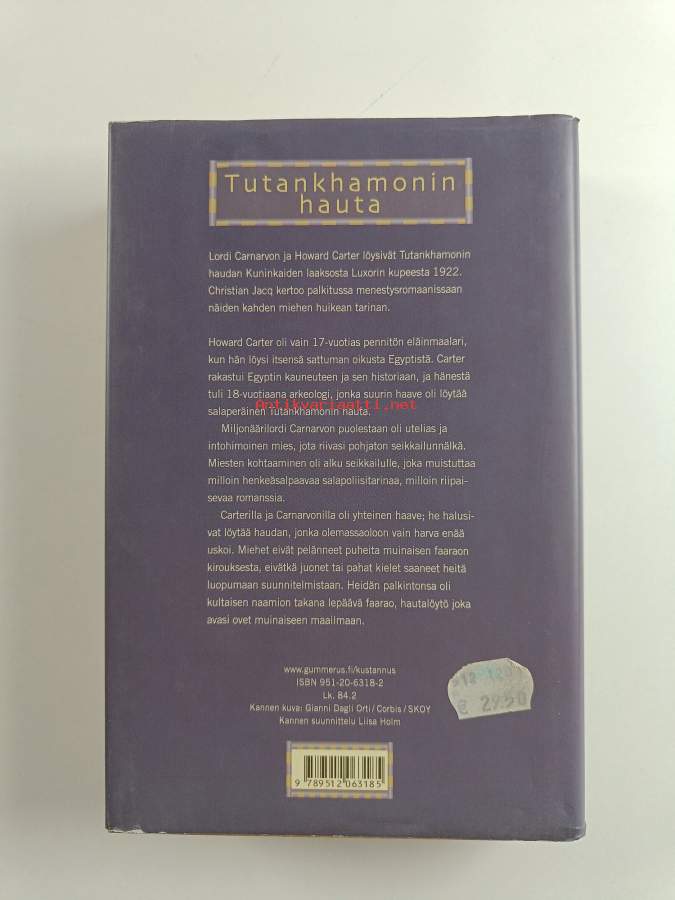 Tutankhamonin
hauta
Lordi Carnarvon ja Howard Carter löysivät Tutankhamonin
haudan Kuninkaiden laaksosta Luxorin kupeesta 1922.
Christian Jacq kertoo palkitussa menestysromaanissaan
näiden kahden miehen huikean tarinan.
Howard Carter oli vain 17-vuotias pennitön eläinmaalari,
kun hän löysi itsensä sattuman oikusta Egyptistä. Carter
rakastui Egyptin kauneuteen ja sen historiaan, ja hänestä
tuli 18-vuotiaana arkeologi, jonka suurin haave oli löytää
Antikvariaatti.net
salaperäinen Tutankhamonin hauta.
Miljonäärilordi Carnarvon puolestaan oli utelias ja
intohimoinen mies, jota riivasi pohjaton seikkailunnälkä.
Miesten kohtaaminen oli alku seikkailulle, joka muistuttaa
milloin henkeäsalpaavaa salapoliisitarinaa, milloin riipai-
sevaa romanssia.
Carterilla ja Carnarvonilla oli yhteinen haave; he halusi-
vat löytää haudan, jonka olemassaoloon vain harva enää
uskoi. Miehet eivät pelänneet puheita muinaisen faaraon
kirouksesta, eivätkä juonet tai pahat kielet saaneet heitä
luopumaan suunnitelmistaan. Heidän palkintonsa oli
kultaisen naamion takana lepäävä faarao, hautalöytö joka
avasi ovet muinaiseen maailmaan.
www.gummerus.fi/kustannus
ISBN 951-20-6318-2
Lk. 84.2
Kannen kuva: Gianni Dagli Orti / Corbis / SKOY
Kannen suunnittelu Liisa Holm
€ 29.50
9 789512 063185